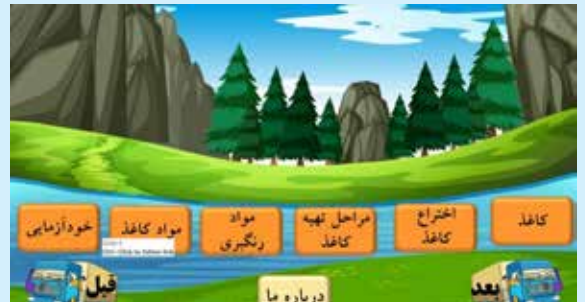 کاغذ
اختراع
کاغذ
مراحل تهیه
کاغذ
مواد
رنگبری
مواد کاغذ
خودآزمایی
بعد
درباره ما
قبل